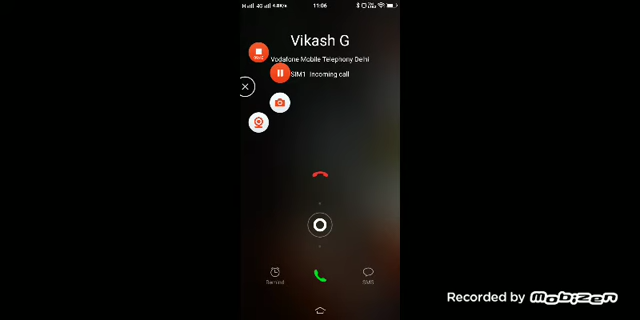 11:06
Vikash G
Vodafone Mobile Telephony Delhi
SIM1 Incoming call
Remind
SMS
Recorded by mobizen